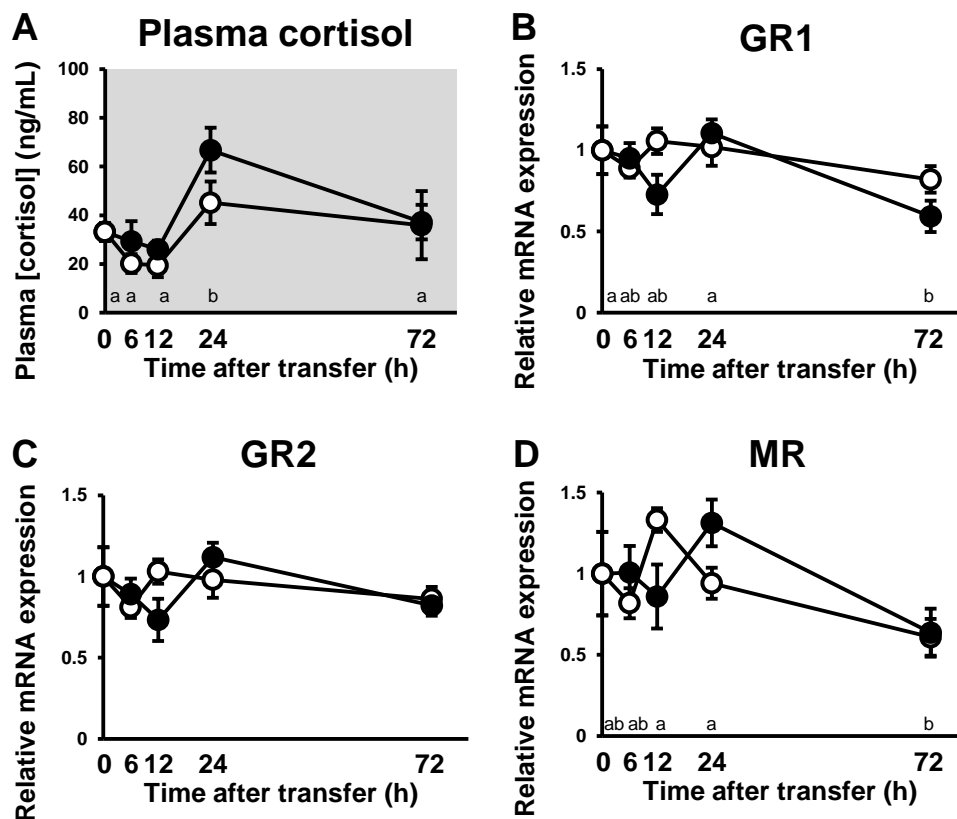 A
Plasma cortisol
Plasma [cortisol] (ng/mL)
100
80
60
40
20
0
a a a b a
0 6 12 24 72
Time after transfer (h)
B
GR1
Relative mRNA expression
1.5
1
0.5
0
a ab ab a b
0 6 12 24 72
Time after transfer (h)
C
GR2
Relative mRNA expression
1.5
1
0.5
0
0 6 12 24 72
Time after transfer (h)
D
MR
Relative mRNA expression
1.5
1
0.5
0
ab ab a a b
0 6 12 24 72
Time after transfer (h)